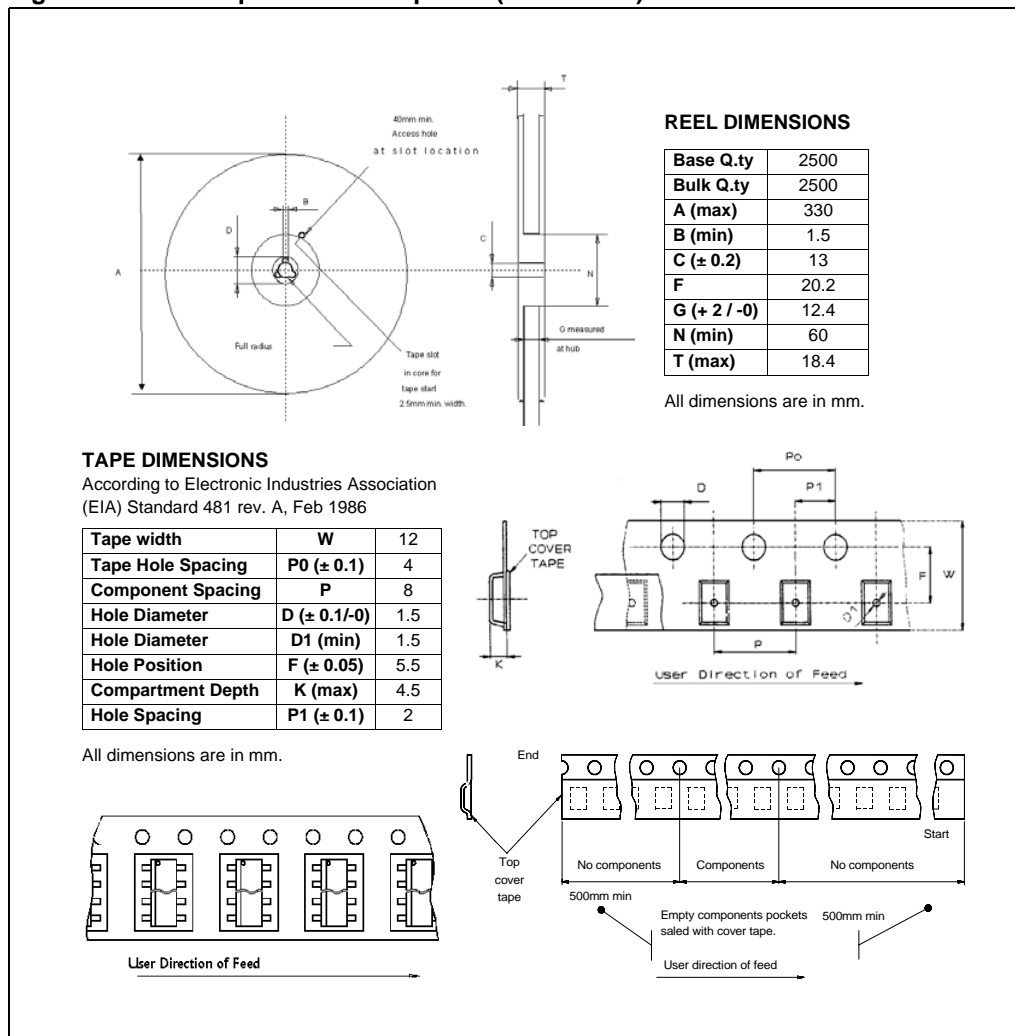 T
40mm min.
Access hole
at slot location
B
D
A
C
N
Full radius
G measured
at hub
Tape slot
in core for
tape start
2.5mm min. width.
REEL DIMENSIONS
Base Q.ty 2500
Bulk Q.ty 2500
A (max) 330
B (min) 1.5
C (± 0.2) 13
F 20.2
G (+ 2 / -0) 12.4
N (min) 60
T (max) 18.4
All dimensions are in mm.
TAPE DIMENSIONS
According to Electronic Industries Association
(EIA) Standard 481 rev. A, Feb 1986
Tape width W 12
Tape Hole Spacing P0 (± 0.1) 4
Component Spacing P 8
Hole Diameter D (± 0.1/-0) 1.5
Hole Diameter D1 (min) 1.5
Hole Position F (± 0.05) 5.5
Compartment Depth K (max) 4.5
Hole Spacing P1 (± 0.1) 2
All dimensions are in mm.
Po
D
P1
TOP
COVER
TAPE
F
W
D1
P
K
User Direction of Feed
End
Start
Top
cover
tape
No components
Components
No components
500mm min
Empty components pockets
saled with cover tape.
500mm min
User direction of feed
User Direction of Feed